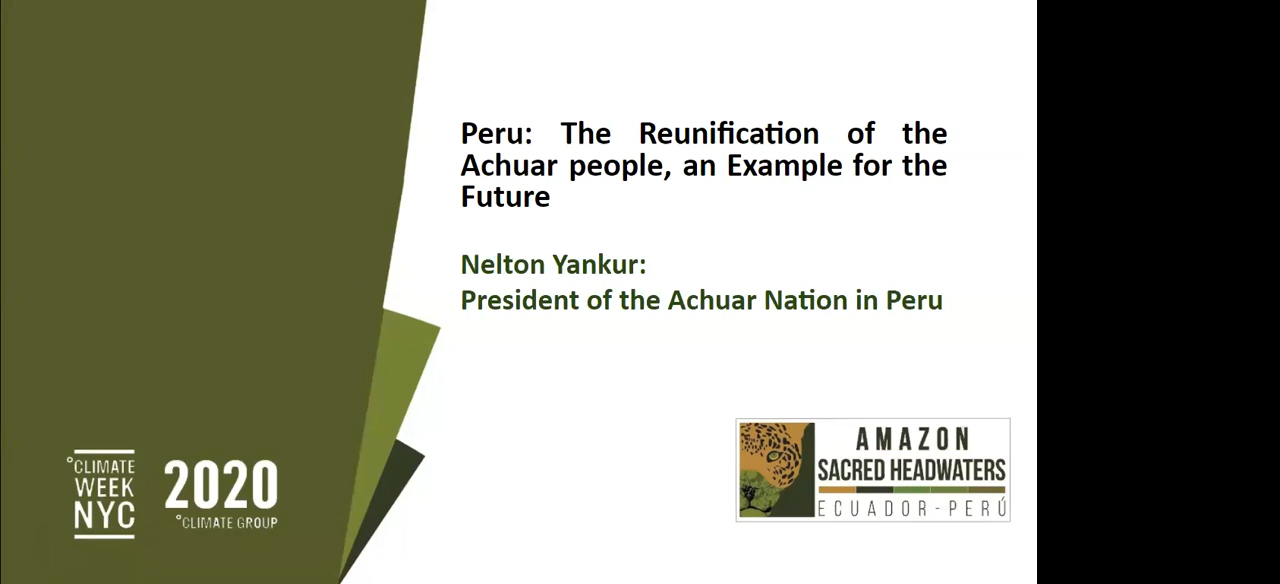 Peru: The Reunification of the
Achuar people, an Example for the
Future
Nelton Yankur:
President of the Achuar Nation in Peru
°CLIMATE
WEEK
NYC
2020
°CLIMATE GROUP
AMAZON
SACRED HEADWATERS
ECUADOR-PERÚ